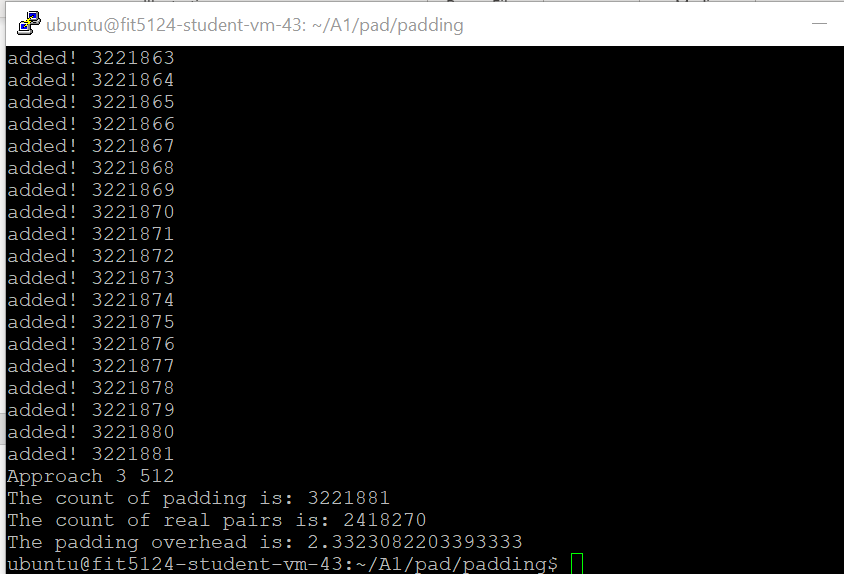 ubuntu@fit5124-student-vm-43: ~/A1/pad/padding
added! 3221863
added! 3221864
added! 3221865
added! 3221866
added! 3221867
added! 3221868
added! 3221869
added! 3221870
added! 3221871
added! 3221872
added! 3221873
added! 3221874
added! 3221875
added! 3221876
added! 3221877
added! 3221878
added! 3221879
added! 3221880
added! 3221881
Approach 3 512
The count of padding is: 3221881
The count of real pairs is: 2418270
The padding overhead is: 2.3323082203393333
ubuntu@fit5124-student-vm-43:~/A1/pad/padding$